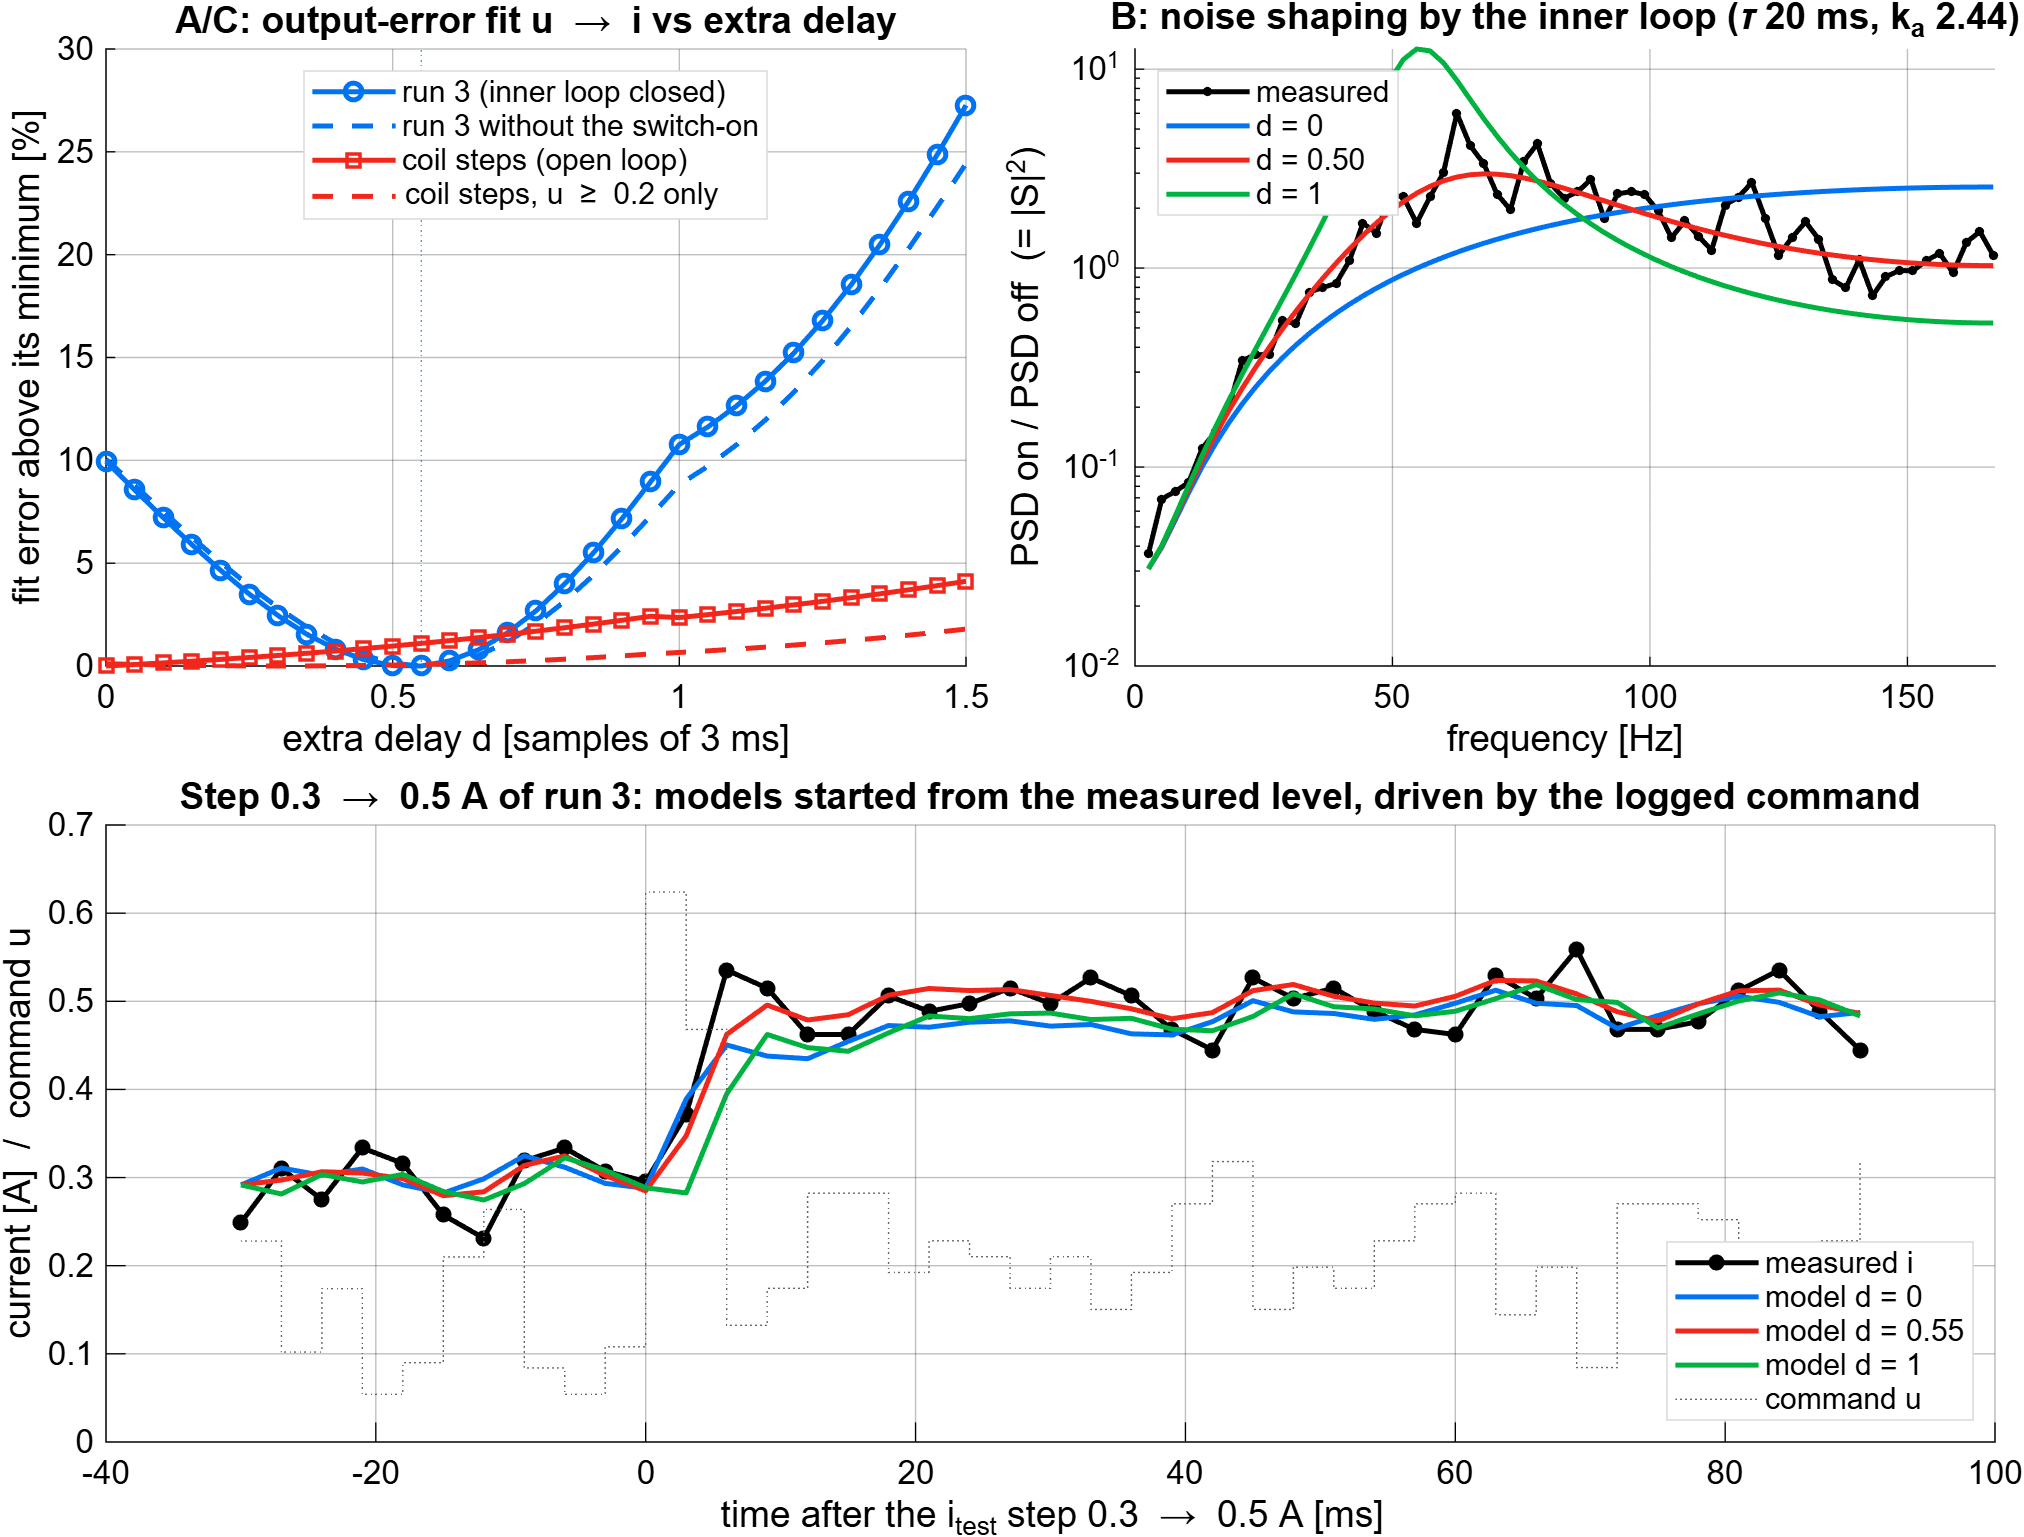 A/C: output-error fit u → i vs extra delay
fit error above its minimum [%]
30
25
20
15
10
5
0
run 3 (inner loop closed)
run 3 without the switch-on
coil steps (open loop)
coil steps, u ≥ 0.2 only
0 0.5 1 1.5
extra delay d [samples of 3 ms]
B: noise shaping by the inner loop (τ 20 ms, kₐ 2.44)
PSD on / PSD off (= |S|²)
10¹
10⁰
10⁻¹
10⁻²
measured
d = 0
d = 0.50
d = 1
0 50 100 150
frequency [Hz]
Step 0.3 → 0.5 A of run 3: models started from the measured level, driven by the logged command
current [A] / command u
0.7
0.6
0.5
0.4
0.3
0.2
0.1
0
measured i
model d = 0
model d = 0.55
model d = 1
command u
-40 -20 0 20 40 60 80 100
time after the i_test step 0.3 → 0.5 A [ms]